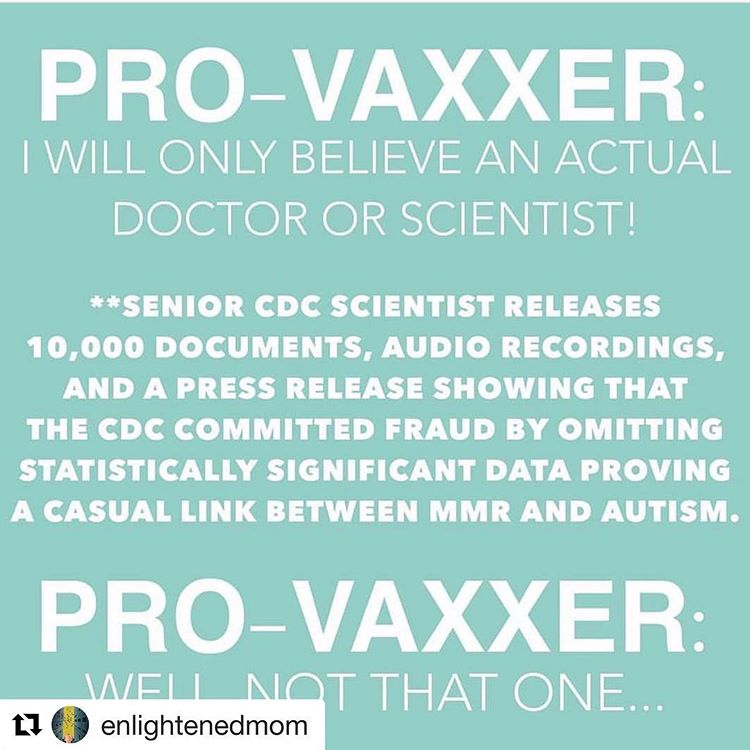 PRO-VAXXER:
I WILL ONLY BELIEVE AN ACTUAL
DOCTOR OR SCIENTIST!
**SENIOR CDC SCIENTIST RELEASES
10,000 DOCUMENTS, AUDIO RECORDINGS,
AND A PRESS RELEASE SHOWING THAT
THE CDC COMMITTED FRAUD BY OMITTING
STATISTICALLY SIGNIFICANT DATA PROVING
A CASUAL LINK BETWEEN MMR AND AUTISM.
PRO-VAXXER:
WELL, NOT THAT ONE...
enlightenedmom